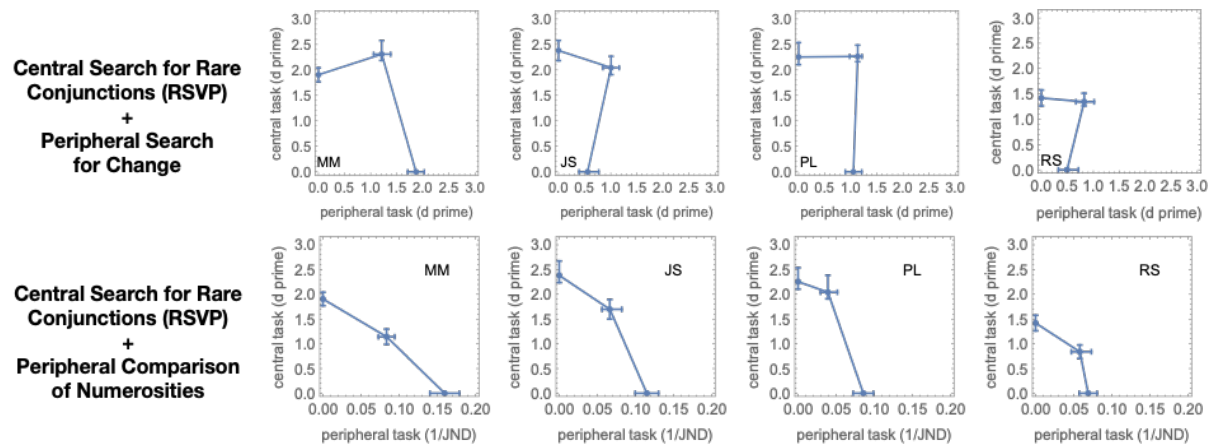 Central Search for Rare
Conjunctions (RSVP)
+
Peripheral Search
for Change
central task (d prime)
3.0
2.5
2.0
1.5
1.0
0.5
0.0
MM
0.0 0.5 1.0 1.5 2.0 2.5 3.0
peripheral task (d prime)
central task (d prime)
3.0
2.5
2.0
1.5
1.0
0.5
0.0
JS
0.0 0.5 1.0 1.5 2.0 2.5 3.0
peripheral task (d prime)
central task (d prime)
3.0
2.5
2.0
1.5
1.0
0.5
0.0
PL
0.0 0.5 1.0 1.5 2.0 2.5 3.0
peripheral task (d prime)
central task (d prime)
3.0
2.5
2.0
1.5
1.0
0.5
0.0
RS
0.0 0.5 1.0 1.5 2.0 2.5 3.0
peripheral task (d prime)
Central Search for Rare
Conjunctions (RSVP)
+
Peripheral Comparison
of Numerosities
central task (d prime)
3.0
2.5
2.0
1.5
1.0
0.5
0.0
MM
0.00 0.05 0.10 0.15 0.20
peripheral task (1/JND)
central task (d prime)
3.0
2.5
2.0
1.5
1.0
0.5
0.0
JS
0.00 0.05 0.10 0.15 0.20
peripheral task (1/JND)
central task (d prime)
3.0
2.5
2.0
1.5
1.0
0.5
0.0
PL
0.00 0.05 0.10 0.15 0.20
peripheral task (1/JND)
central task (d prime)
3.0
2.5
2.0
1.5
1.0
0.5
0.0
RS
0.00 0.05 0.10 0.15 0.20
peripheral task (1/JND)